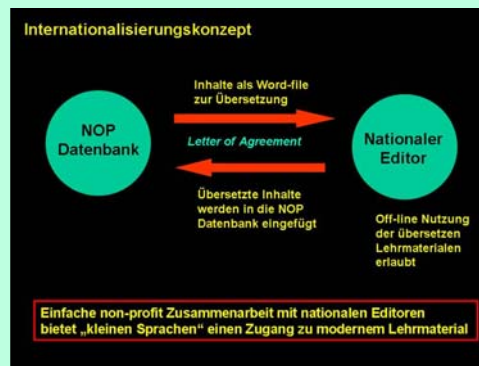 Internationalisierungskonzept
Inhalte als Word-file
zur Übersetzung
NOP
Datenbank
Letter of Agreement
Nationaler
Editor
Übersetzte Inhalte
werden in die NOP
Datenbank eingefügt
Off-line Nutzung
der übersetzen
Lehrmaterialen
erlaubt
Einfache non-profit Zusammenarbeit mit nationalen Editoren
bietet „kleinen Sprachen“ einen Zugang zu modernem Lehrmaterial